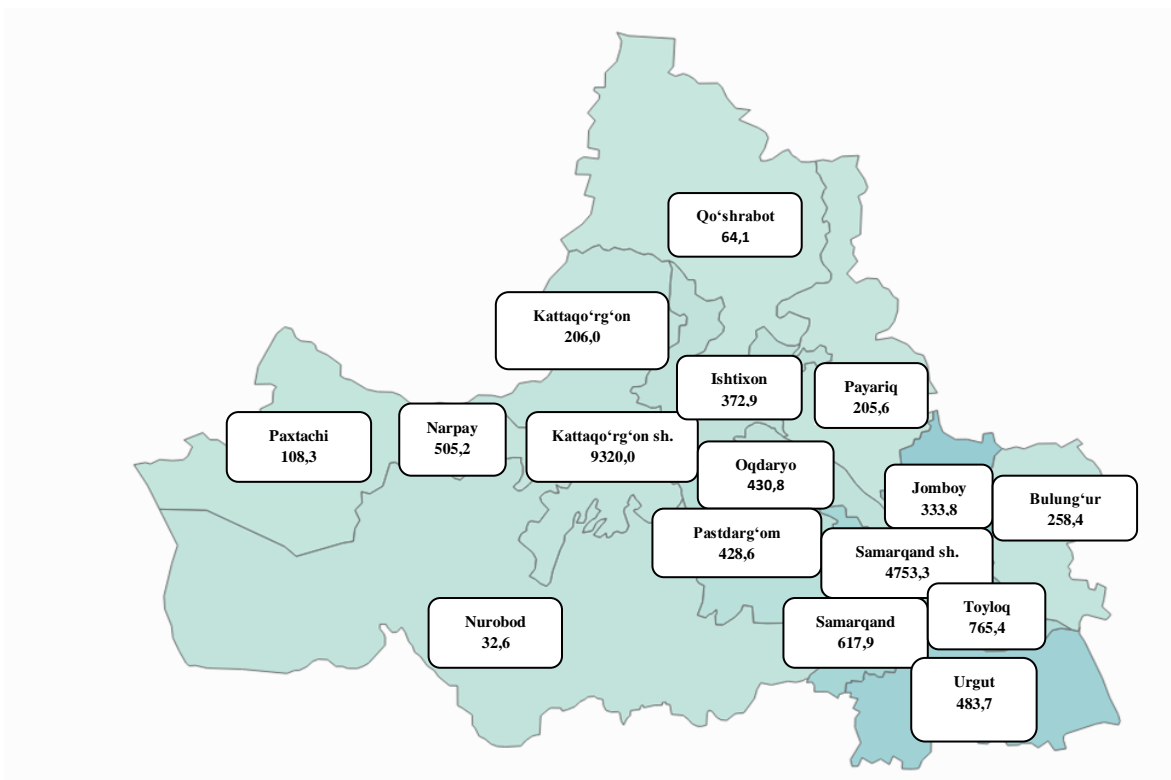 Qo‘shrabot
64,1
Kattaqo‘rg‘on
206,0
Ishtixon
372,9
Payariq
205,6
Paxtachi
108,3
Narpay
505,2
Kattaqo‘rg‘on sh.
9320,0
Oqdaryo
430,8
Jomboy
333,8
Bulung‘ur
258,4
Pastdarg‘om
428,6
Samarqand sh.
4753,3
Nurobod
32,6
Samarqand
617,9
Toyloq
765,4
Urgut
483,7